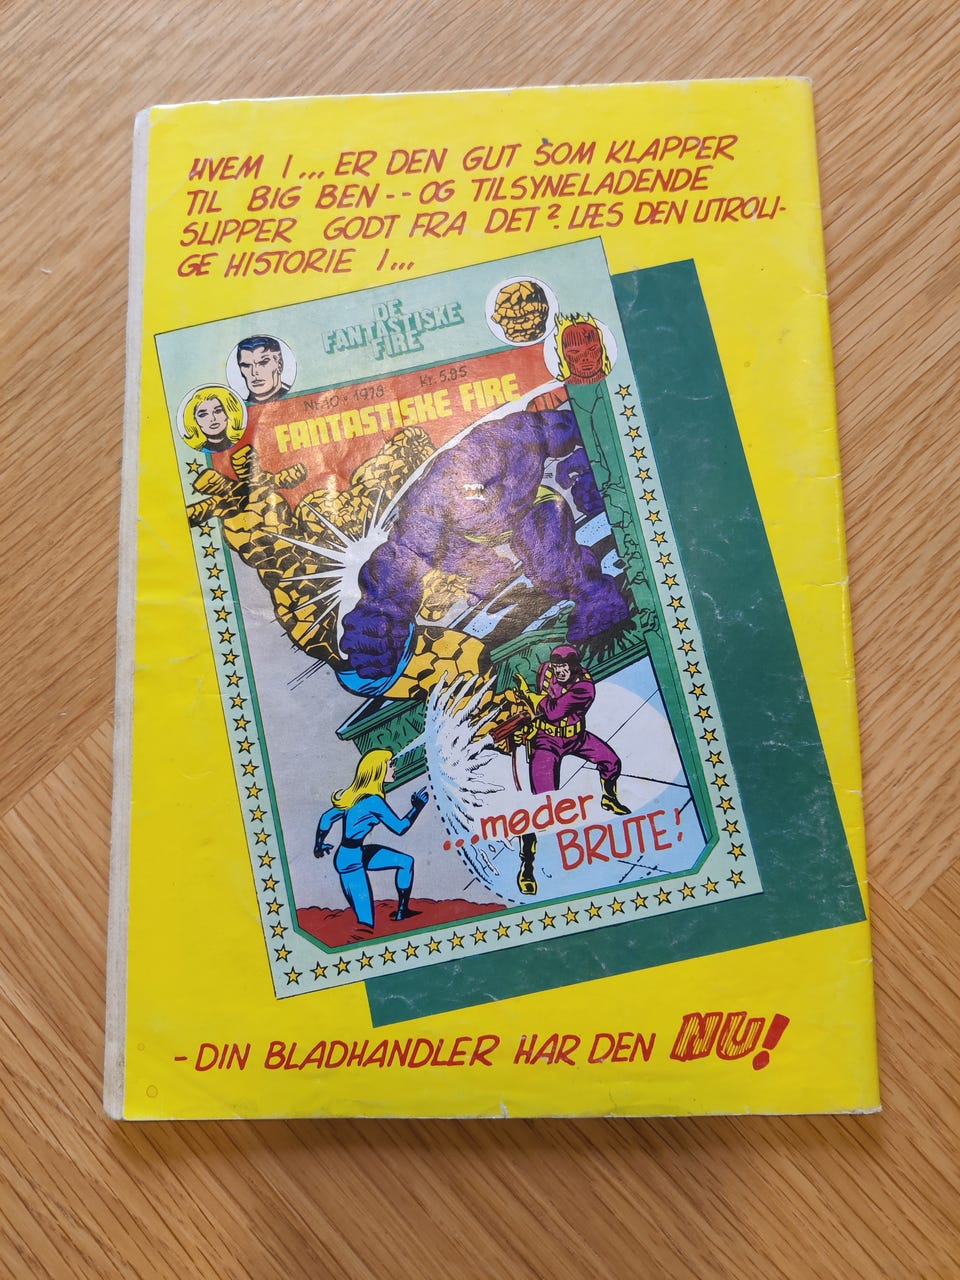 HVEM I... ER DEN GUT SOM KLAPPER
TIL BIG BEN -- OG TILSYNELADENDE
SLIPPER GODT FRA DET? LÆS DEN UTROLI-
GE HISTORIE I...
DE
FANTASTISKE
FIRE
Nr. 10 • 1978 Kr. 5.85
FANTASTISKE FIRE
...møder
BRUTE!
- DIN BLADHANDLER HAR DEN NU!